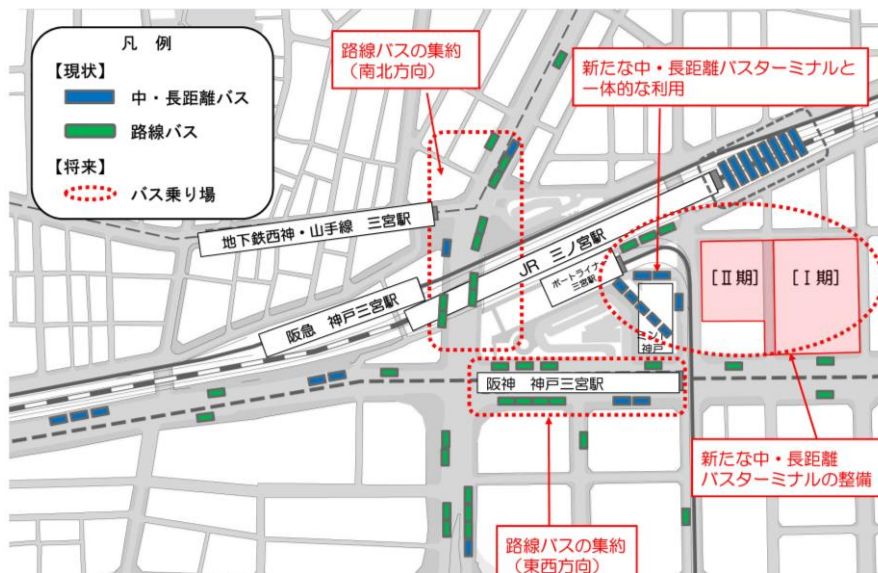 凡 例
【現状】
中・長距離バス
路線バス
【将来】
バス乗り場
路線バスの集約
（南北方向）
新たな中・長距離バスターミナルと
一体的な利用
地下鉄西神・山手線 三宮駅
JR 三ノ宮駅
ポートライナー
三宮駅
阪急 神戸三宮駅
［Ⅱ期］
［Ⅰ期］
ミント
神戸
阪神 神戸三宮駅
新たな中・長距離
バスターミナルの整備
路線バスの集約
（東西方向）